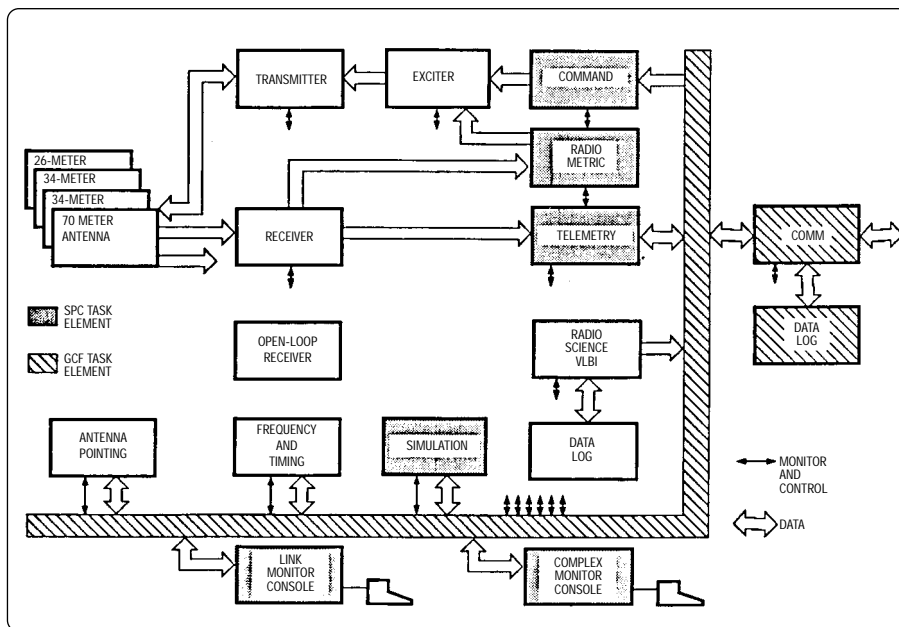 TRANSMITTER
EXCITER
COMMAND
RADIO
METRIC
26-METER
34-METER
34-METER
70 METER
ANTENNA
RECEIVER
TELEMETRY
COMM
SPC TASK
ELEMENT
GCF TASK
ELEMENT
OPEN-LOOP
RECEIVER
RADIO
SCIENCE
VLBI
DATA
LOG
ANTENNA
POINTING
FREQUENCY
AND
TIMING
SIMULATION
DATA
LOG
MONITOR
AND
CONTROL
DATA
LINK
MONITOR
CONSOLE
COMPLEX
MONITOR
CONSOLE